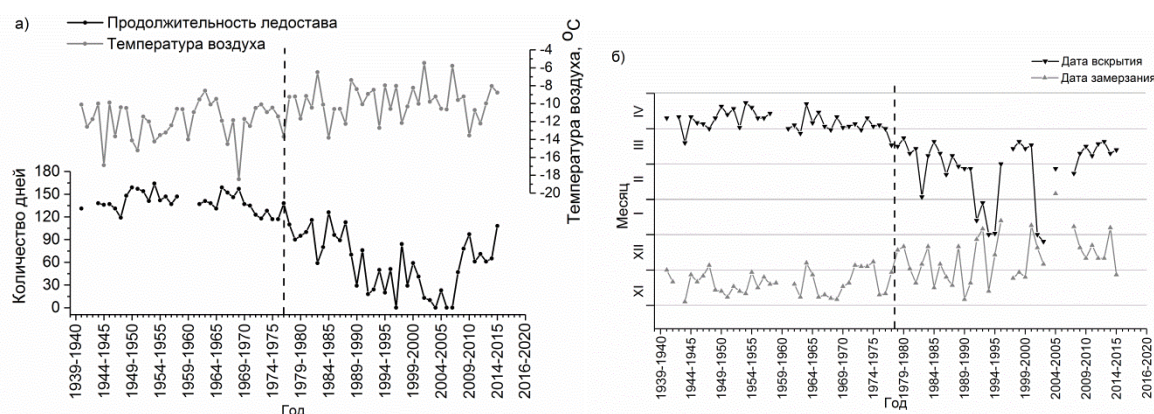 а)
Продолжительность ледостава
Температура воздуха
Количество дней
180
150
120
90
60
30
0
Температура воздуха, °С
-4
-6
-8
-10
-12
-14
-16
-18
-20
1939-1940
1944-1945
1949-1950
1954-1955
1959-1960
1964-1965
1969-1970
1974-1975
1979-1980
1984-1985
1989-1990
1994-1995
1999-2000
2004-2005
2009-2010
2014-2015
2016-2020
Год
б)
Дата вскрытия
Дата замерзания
Месяц
IV
III
II
I
XII
XI
1939-1940
1944-1945
1949-1950
1954-1955
1959-1960
1964-1965
1969-1970
1974-1975
1979-1980
1984-1985
1989-1990
1994-1995
1999-2000
2004-2005
2009-2010
2014-2015
2016-2020
Год